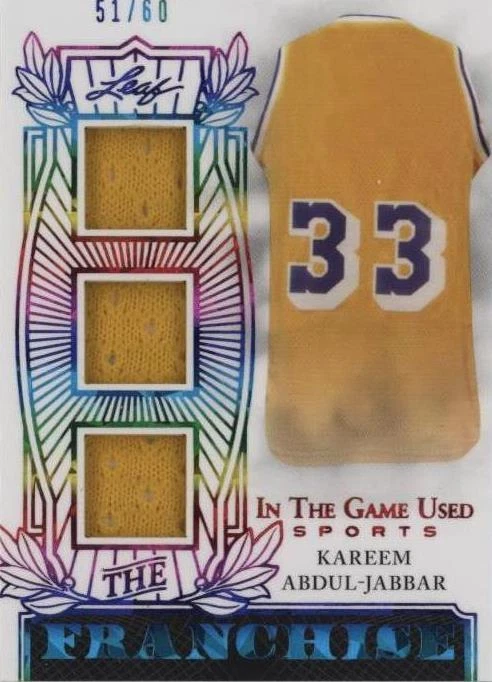 51/60
Leaf
33
IN THE GAME USED
SPORTS
KAREEM
ABDUL-JABBAR
THE
FRANCHISE